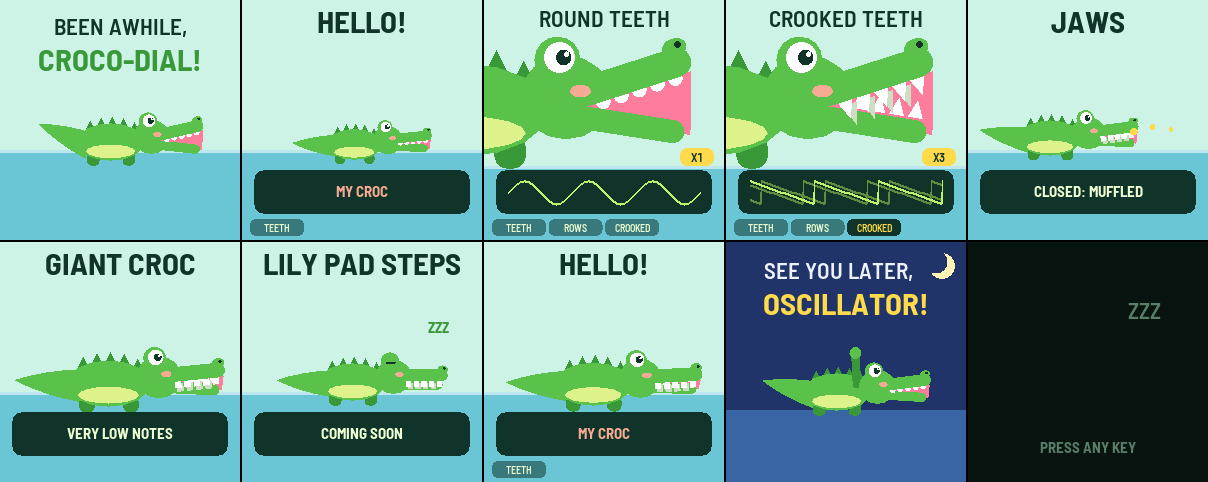 BEEN AWHILE,
CROCO-DIAL!
HELLO!
MY CROC
TEETH
ROUND TEETH
X1
TEETH ROWS CROOKED
CROOKED TEETH
X3
TEETH ROWS CROOKED
JAWS
CLOSED: MUFFLED
GIANT CROC
VERY LOW NOTES
LILY PAD STEPS
ZZZ
COMING SOON
HELLO!
MY CROC
TEETH
SEE YOU LATER,
OSCILLATOR!
ZZZ
PRESS ANY KEY